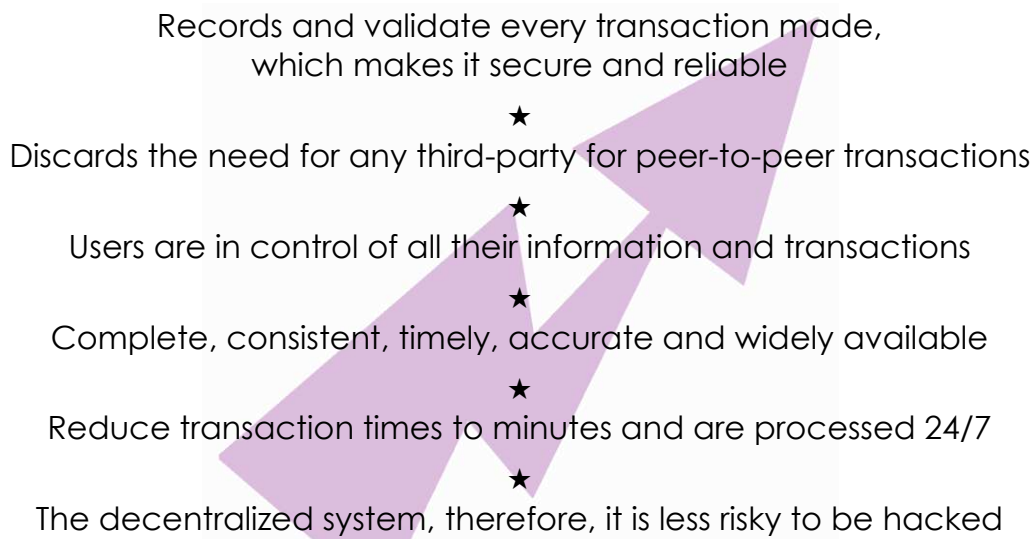 Records and validate every transaction made,
which makes it secure and reliable
★
Discards the need for any third-party for peer-to-peer transactions
★
Users are in control of all their information and transactions
★
Complete, consistent, timely, accurate and widely available
★
Reduce transaction times to minutes and are processed 24/7
★
The decentralized system, therefore, it is less risky to be hacked